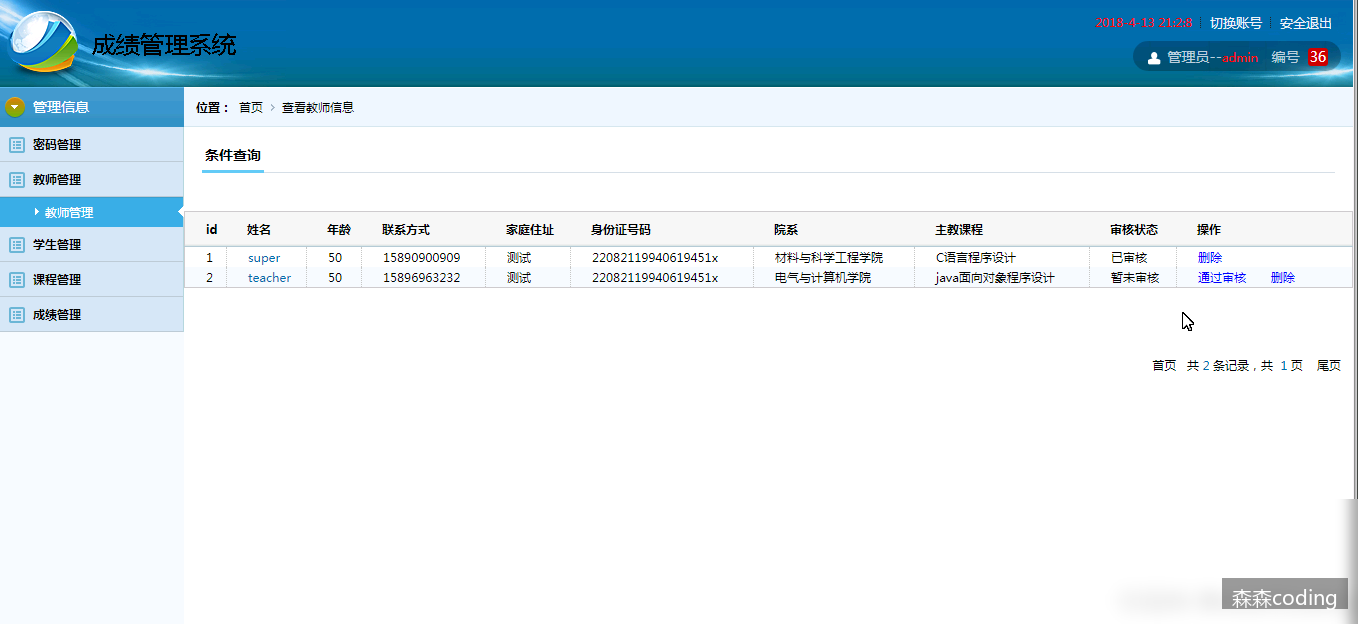 2018-4-13 21:2:8 切换账号 安全退出
成绩管理系统
管理员--admin 编号 36
管理信息
位置： 首页 › 查看教师信息
密码管理
条件查询
教师管理
教师管理
学生管理
课程管理
成绩管理
id 姓名 年龄 联系方式 家庭住址 身份证号码 院系 主教课程 审核状态 操作
1 super 50 15890900909 测试 22082119940619451x 材料与科学工程学院 C语言程序设计 已审核 删除
2 teacher 50 15896963232 测试 22082119940619451x 电气与计算机学院 java面向对象程序设计 暂未审核 通过审核 删除
首页 共 2 条记录，共 1 页 尾页
森森coding